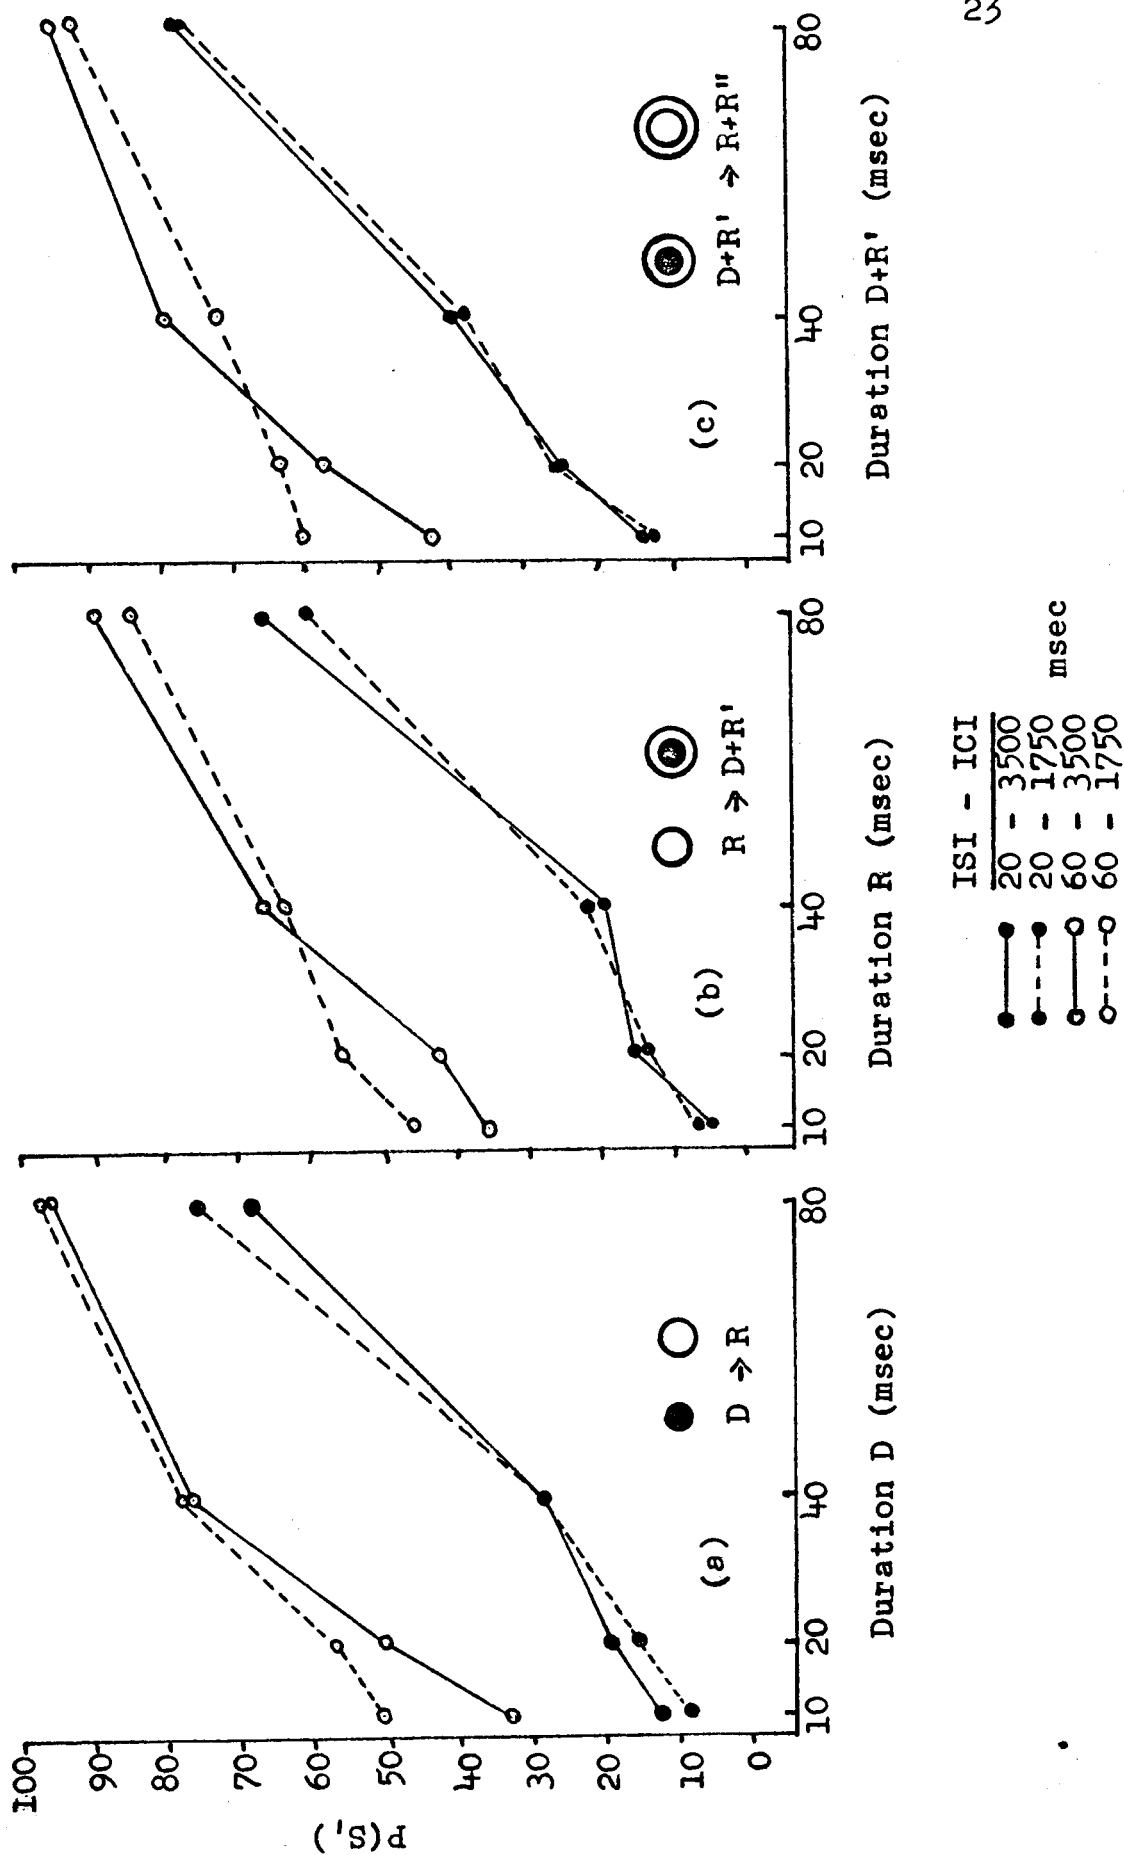 23
P(S,)
100
90
80
70
60
50
40
30
20
10
0
(a)
D → R
10 20 40 80
Duration D (msec)
(b)
R → D+R'
10 20 40 80
Duration R (msec)
(c)
D+R' → R+R"
10 20 40 80
Duration D+R' (msec)
ISI - ICI
20 - 3500
20 - 1750
60 - 3500
60 - 1750
msec